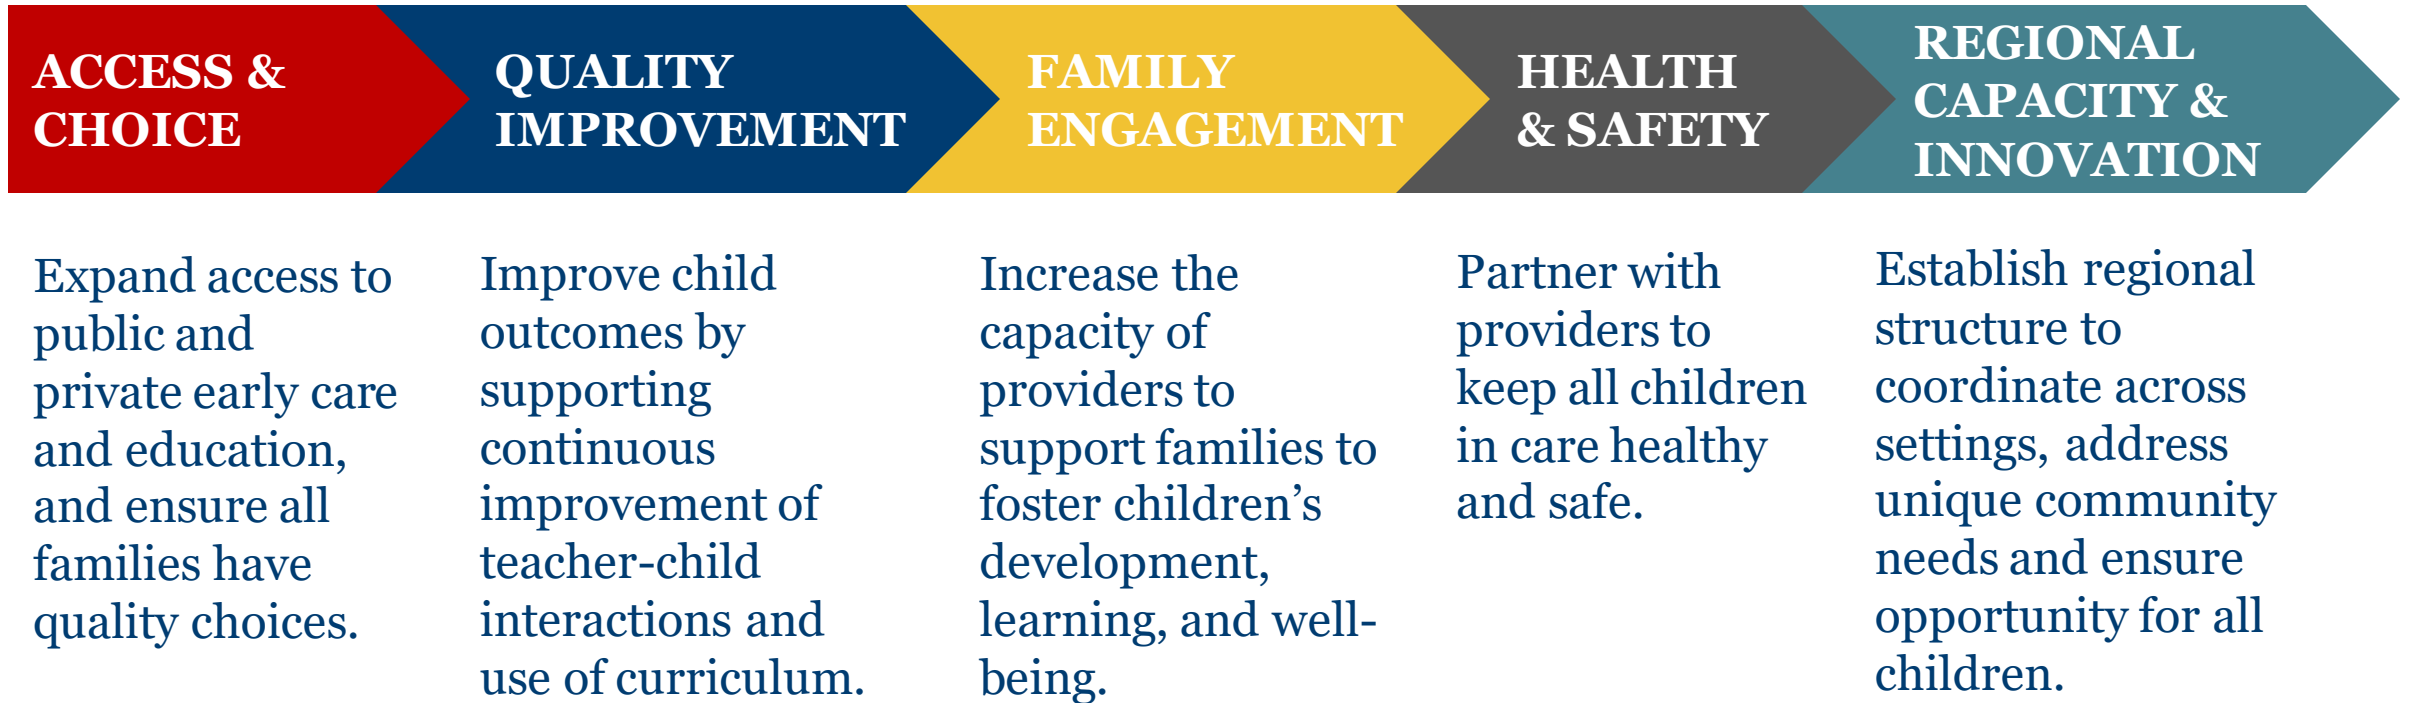 ACCESS &
CHOICE
Expand access to
public and
private early care
and education,
and ensure all
families have
quality choices.
QUALITY
IMPROVEMENT
Improve child
outcomes by
supporting
continuous
improvement of
teacher-child
interactions and
use of curriculum.
FAMILY
ENGAGEMENT
Increase the
capacity of
providers to
support families to
foster children’s
development,
learning, and well-
being.
HEALTH
& SAFETY
Partner with
providers to
keep all children
in care healthy
and safe.
REGIONAL
CAPACITY &
INNOVATION
Establish regional
structure to
coordinate across
settings, address
unique community
needs and ensure
opportunity for all
children.